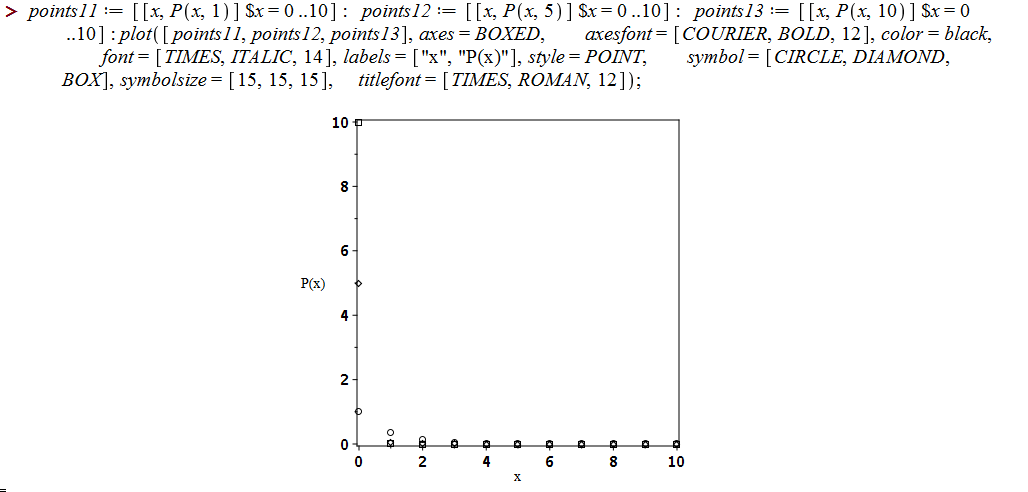 > points11 := [[x, P(x, 1)] $x = 0 ..10] : points12 := [[x, P(x, 5)] $x = 0 ..10] : points13 := [[x, P(x, 10)] $x = 0
..10] : plot([points11, points12, points13], axes = BOXED, axesfont = [COURIER, BOLD, 12], color = black,
font = [TIMES, ITALIC, 14], labels = ["x", "P(x)"], style = POINT, symbol = [CIRCLE, DIAMOND,
BOX], symbolsize = [15, 15, 15], titlefont = [TIMES, ROMAN, 12]);
10
8
6
P(x)
4
2
0
0 2 4 6 8 10
x